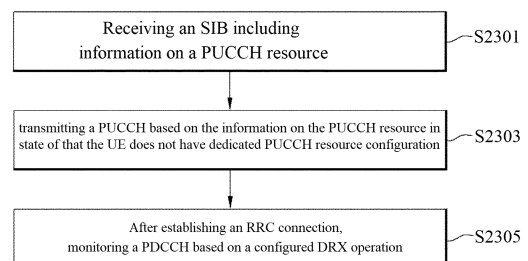 Receiving an SIB including
information on a PUCCH resource
S2301
transmitting a PUCCH based on the information on the PUCCH resource in
state of that the UE does not have dedicated PUCCH resource configuration
S2303
After establishing an RRC connection,
monitoring a PDCCH based on a configured DRX operation
S2305